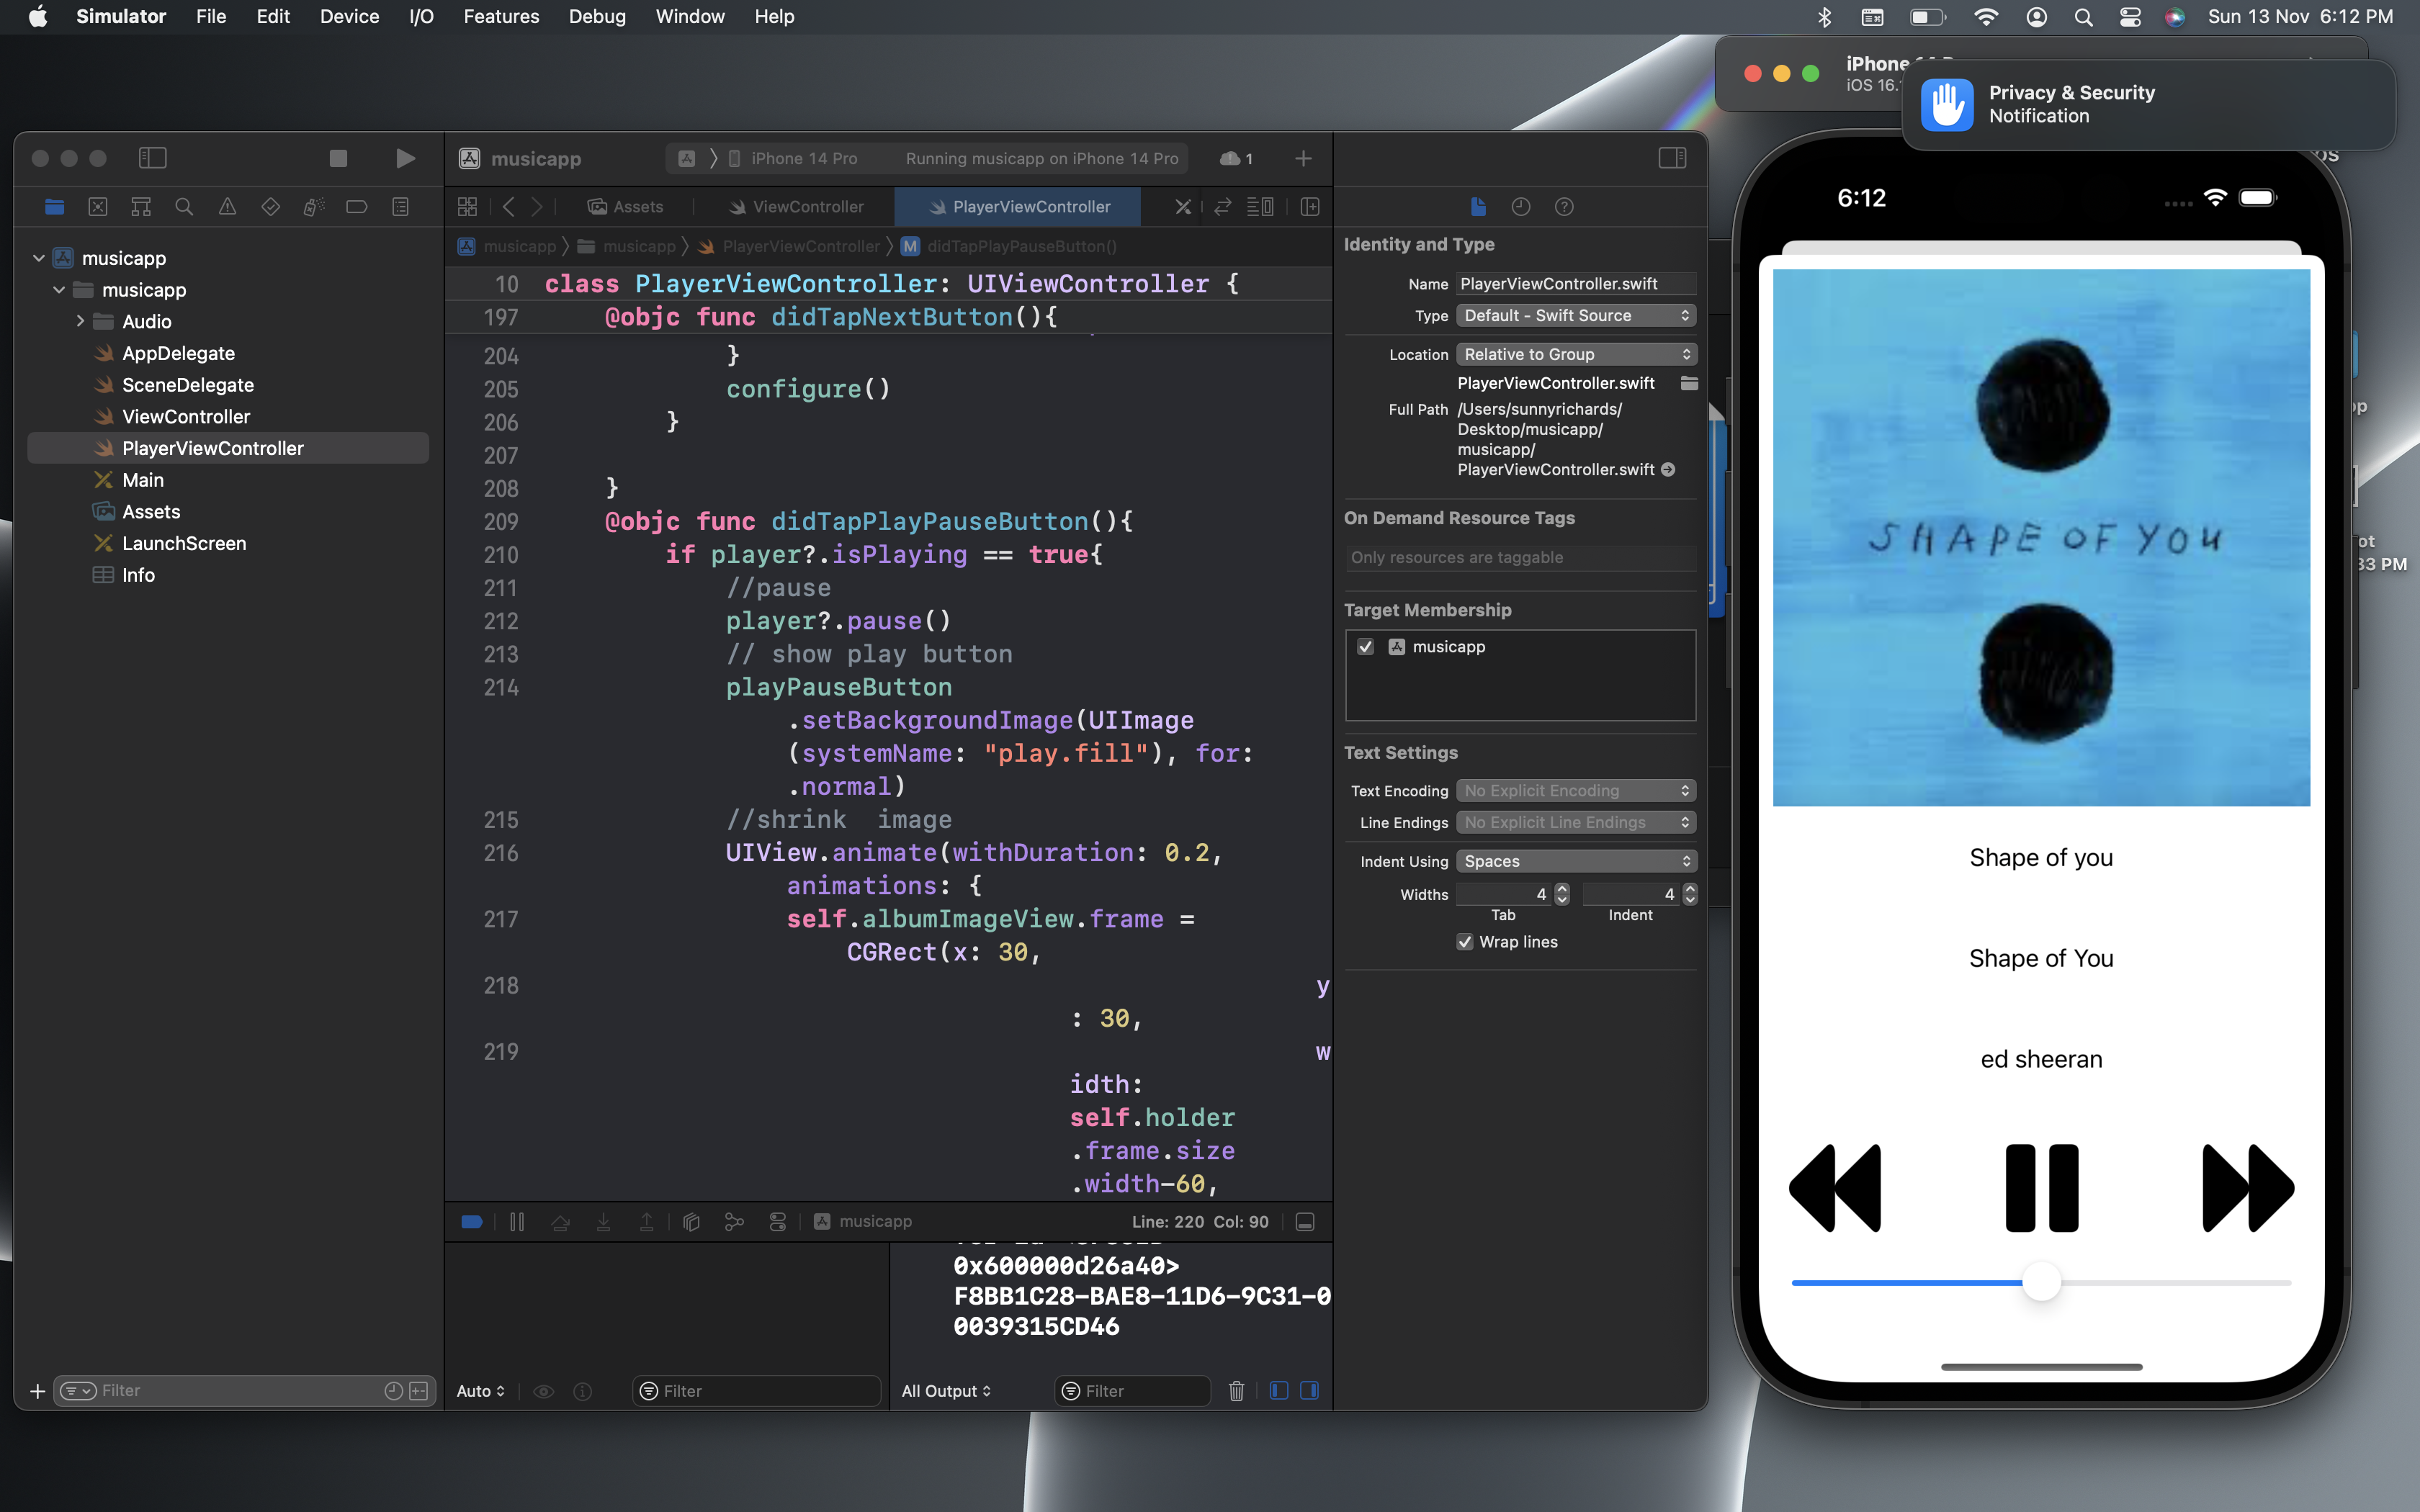 Simulator File Edit Device I/O Features Debug Window Help
Sun 13 Nov 6:12 PM
iPhone
iOS 16.
Privacy & Security
Notification
musicapp
iPhone 14 Pro
Running musicapp on iPhone 14 Pro
1
Assets
ViewController
PlayerViewController
musicapp
musicapp
PlayerViewController
M didTapPlayPauseButton()
musicapp
musicapp
Audio
AppDelegate
SceneDelegate
ViewController
PlayerViewController
Main
Assets
LaunchScreen
Info
Filter
10 class PlayerViewController: UIViewController {
197 @objc func didTapNextButton(){
204 }
205 configure()
206 }
207
208 }
209 @objc func didTapPlayPauseButton(){
210 if player?.isPlaying == true{
211 //pause
212 player?.pause()
213 // show play button
214 playPauseButton
.setBackgroundImage(UIImage
(systemName: "play.fill"), for:
.normal)
215 //shrink  image
216 UIView.animate(withDuration: 0.2,
animations: {
217 self.albumImageView.frame =
CGRect(x: 30,
218 y
: 30,
219 w
idth:
self.holder
.frame.size
.width-60,
musicapp
Line: 220 Col: 90
0x600000d26a40>
F8BB1C28-BAE8-11D6-9C31-0
0039315CD46
Auto
Filter
All Output
Filter
Identity and Type
Name PlayerViewController.swift
Type Default - Swift Source
Location Relative to Group
PlayerViewController.swift
Full Path /Users/sunnyrichards/
Desktop/musicapp/
musicapp/
PlayerViewController.swift
On Demand Resource Tags
Only resources are taggable
Target Membership
musicapp
Text Settings
Text Encoding No Explicit Encoding
Line Endings No Explicit Line Endings
Indent Using Spaces
Widths 4 4
Tab Indent
Wrap lines
6:12
SHAPE OF YOU
Shape of you
Shape of You
ed sheeran
33 PM